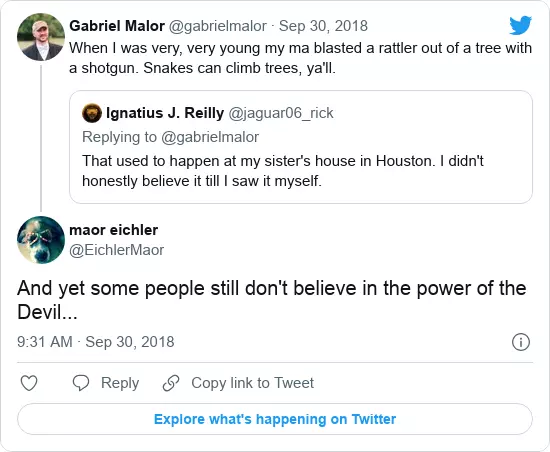 Gabriel Malor @gabrielmalor · Sep 30, 2018
When I was very, very young my ma blasted a rattler out of a tree with
a shotgun. Snakes can climb trees, ya'll.
Ignatius J. Reilly @jaguar06_rick
Replying to @gabrielmalor
That used to happen at my sister's house in Houston. I didn't
honestly believe it till I saw it myself.
maor eichler
@EichlerMaor
And yet some people still don't believe in the power of the
Devil...
9:31 AM · Sep 30, 2018
Reply
Copy link to Tweet
Explore what's happening on Twitter